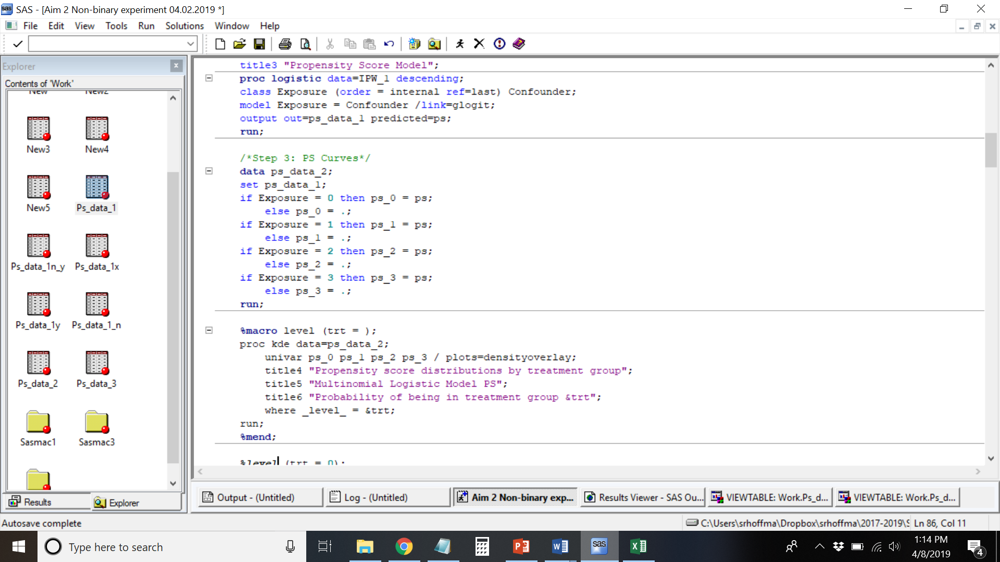 SAS - [Aim 2 Non-binary experiment 04.02.2019 *]
File Edit View Tools Run Solutions Window Help
Explorer
Contents of 'Work'
New New2
New3 New4
New5 Ps_data_1
Ps_data_1n_y Ps_data_1x
Ps_data_1y Ps_data_1_n
Ps_data_2 Ps_data_3
Sasmac1 Sasmac3
Results Explorer
title3 "Propensity Score Model";
proc logistic data=IPW_1 descending;
class Exposure (order = internal ref=last) Confounder;
model Exposure = Confounder /link=glogit;
output out=ps_data_1 predicted=ps;
run;
/*Step 3: PS Curves*/
data ps_data_2;
set ps_data_1;
if Exposure = 0 then ps_0 = ps;
else ps_0 = .;
if Exposure = 1 then ps_1 = ps;
else ps_1 = .;
if Exposure = 2 then ps_2 = ps;
else ps_2 = .;
if Exposure = 3 then ps_3 = ps;
else ps_3 = .;
run;
%macro level (trt = );
proc kde data=ps_data_2;
univar ps_0 ps_1 ps_2 ps_3 / plots=densityoverlay;
title4 "Propensity score distributions by treatment group";
title5 "Multinomial Logistic Model PS";
title6 "Probability of being in treatment group &trt";
where _level_ = &trt;
run;
%mend;
%level (trt = 0);
Output - (Untitled) Log - (Untitled) Aim 2 Non-binary exp... Results Viewer - SAS Ou... VIEWTABLE: Work.Ps_d... VIEWTABLE: Work.Ps_d...
Autosave complete
C:\Users\srhoffma\Dropbox\srhoffma\2017-2019\S Ln 86, Col 11
Type here to search
sas
1:14 PM
4/8/2019
4